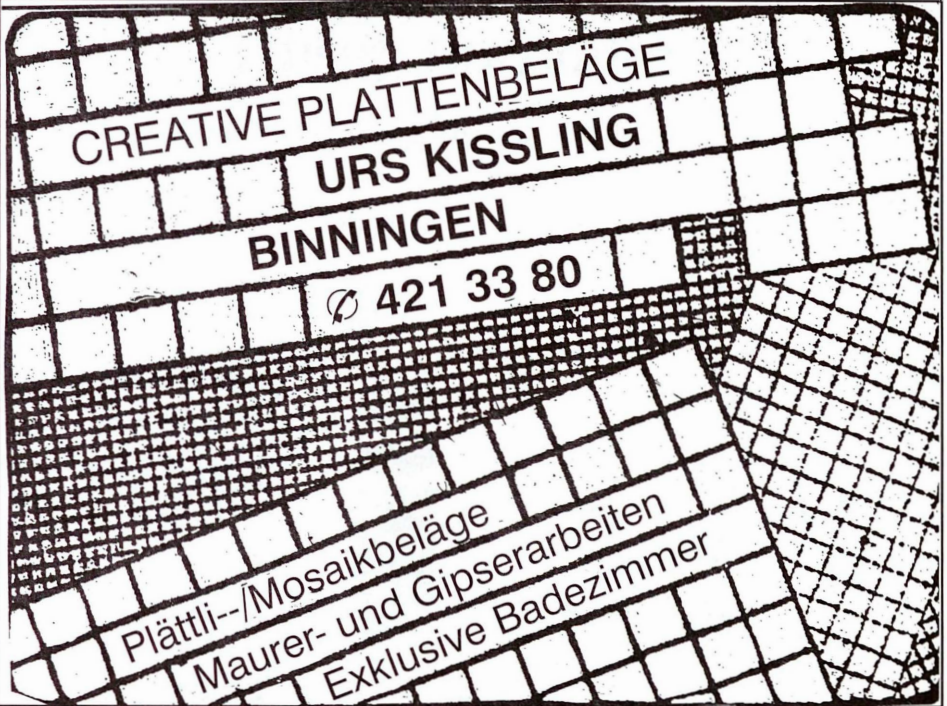 CREATIVE PLATTENBELÄGE
URS KISSLING
BINNINGEN
✆ 421 33 80
Plättli--/Mosaikbeläge
Maurer- und Gipserarbeiten
Exklusive Badezimmer